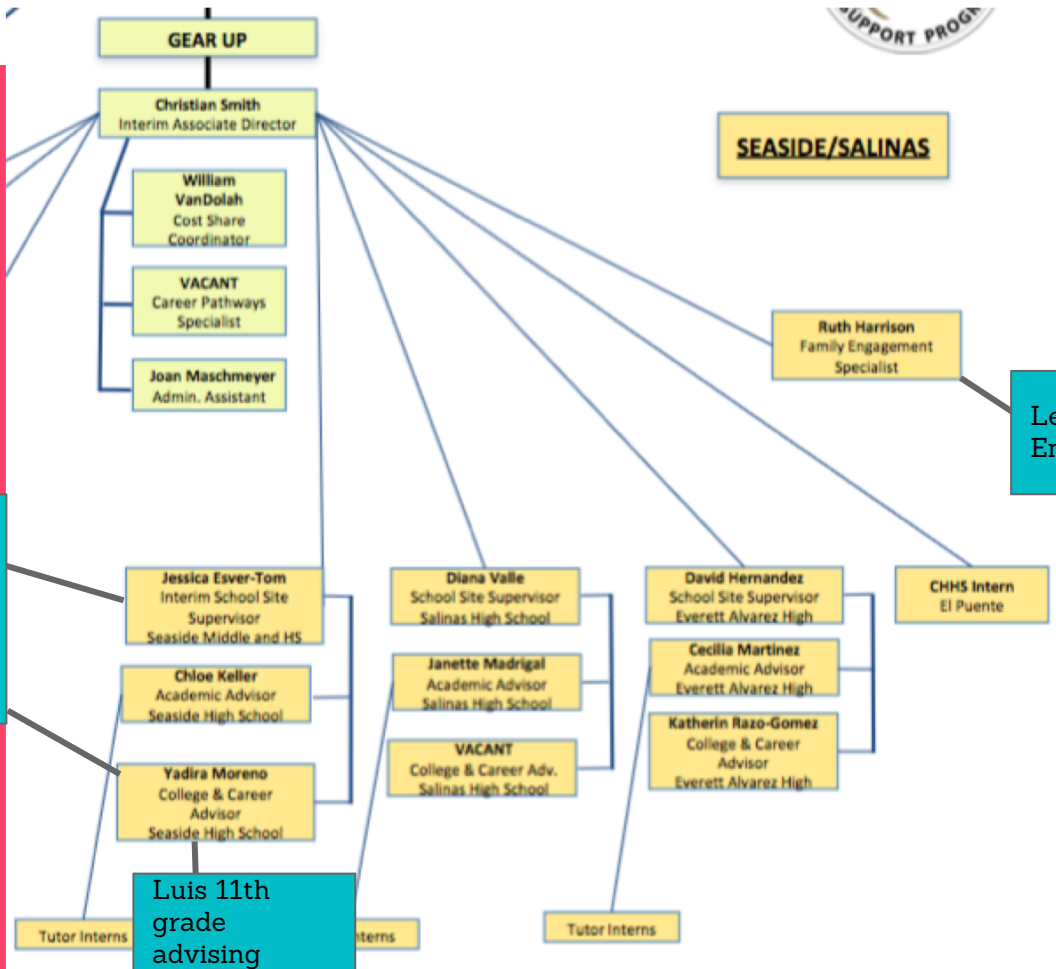 SUPPORT
GEAR UP
Christian Smith
Interim Associate Director
SEASIDE/SALINAS
William
VanDolah
Cost Share
Coordinator
VACANT
Career Pathways
Specialist
Joan Maschmeyer
Admin. Assistant
Ruth Harrison
Family Engagement
Specialist
Jessica Esver-Tom
Interim School Site
Supervisor
Seaside Middle and HS
Chloe Keller
Academic Advisor
Seaside High School
Yadira Moreno
College & Career
Advisor
Seaside High School
Diana Valle
School Site Supervisor
Salinas High School
Janette Madrigal
Academic Advisor
Salinas High School
VACANT
College & Career Adv.
Salinas High School
David Hernandez
School Site Supervisor
Everett Alvarez High
Cecilia Martinez
Academic Advisor
Everett Alvarez High
Katherin Razo-Gomez
College & Career
Advisor
Everett Alvarez High
CHHS Intern
El Puente
Luis 11th
grade
advising
Tutor Interns
Tutor Interns